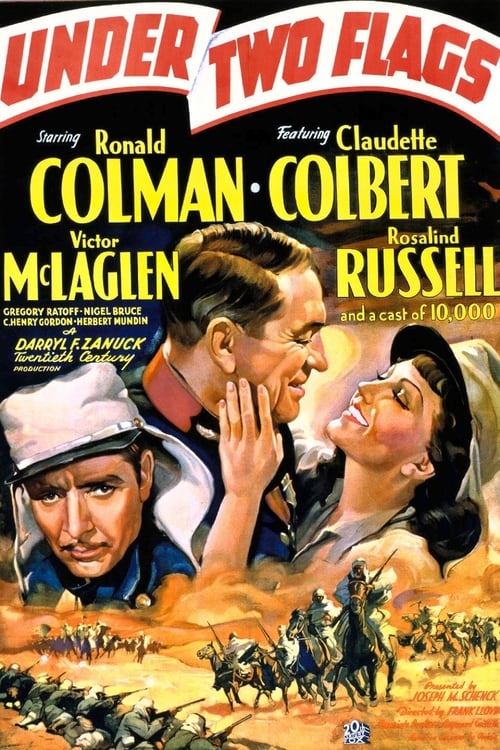 UNDER TWO FLAGS
Starring Ronald
COLMAN
Featuring Claudette
COLBERT
Victor
McLAGLEN
Rosalind
RUSSELL
and a cast of 10,000
GREGORY RATOFF · NIGEL BRUCE
C. HENRY GORDON · HERBERT MUNDIN
A
DARRYL F. ZANUCK
Twentieth Century
PRODUCTION
Presented by
JOSEPH M. SCHENCK
Directed by FRANK LLOYD
20th
CENTURY
FOX